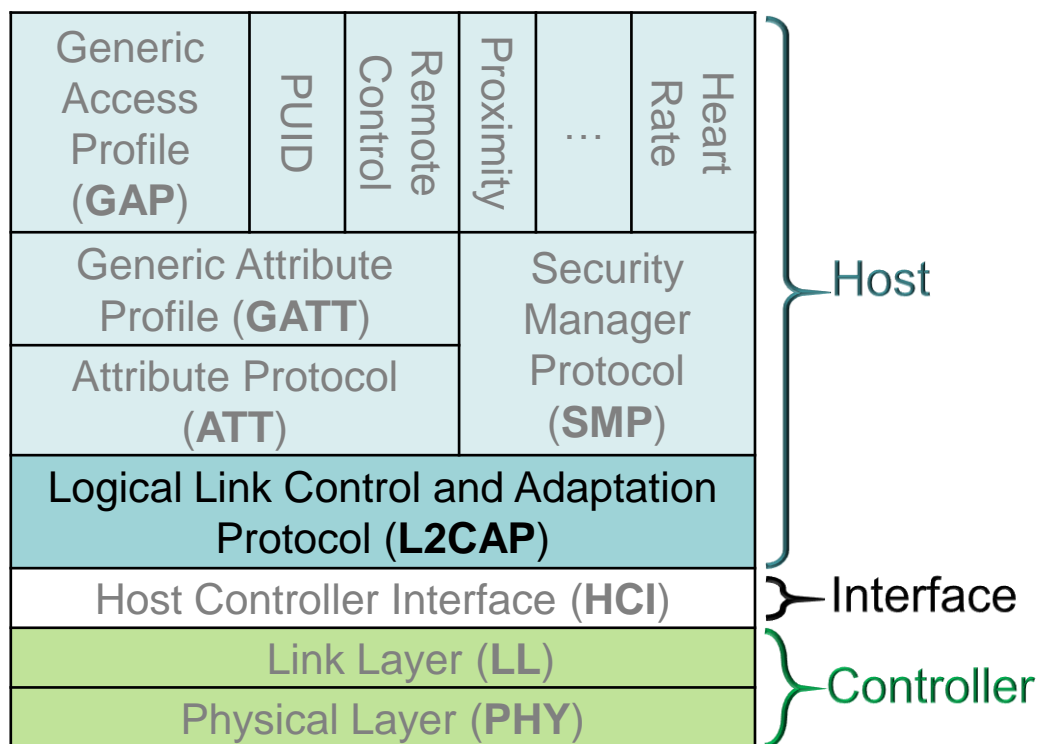 Generic
Access
Profile
(GAP)
PUID
Remote
Control
Proximity
…
Heart
Rate
Generic Attribute
Profile (GATT)
Security
Manager
Protocol
(SMP)
Attribute Protocol
(ATT)
Logical Link Control and Adaptation
Protocol (L2CAP)
Host Controller Interface (HCI)
Link Layer (LL)
Physical Layer (PHY)
Host
Interface
Controller